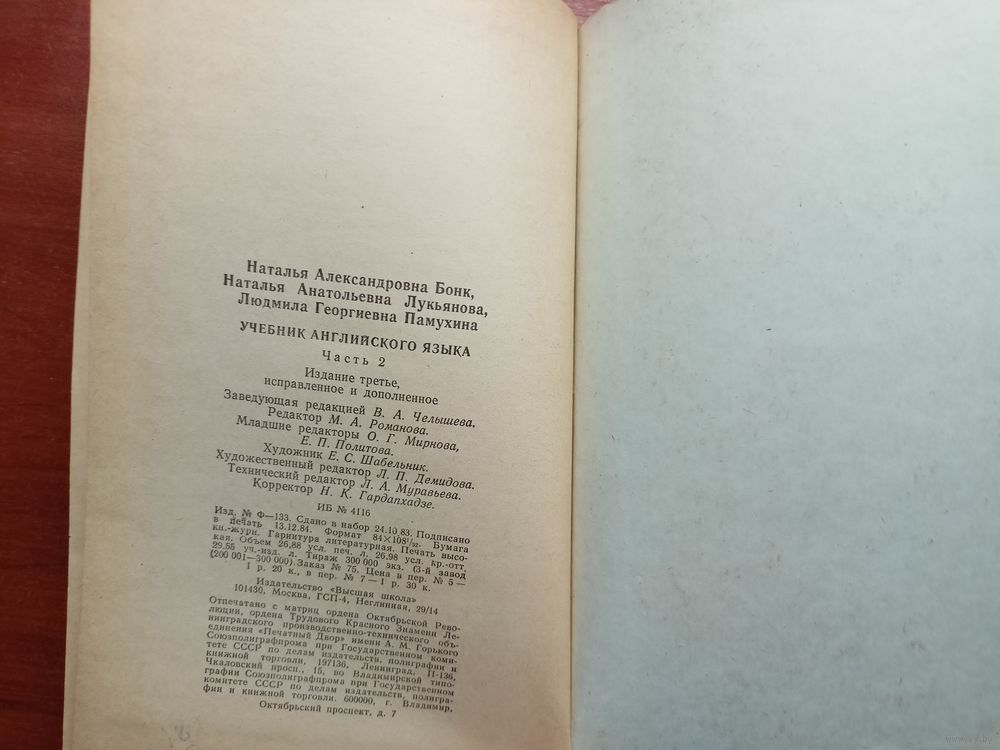 Наталья Александровна Бонк,
Наталья Анатольевна Лукьянова,
Людмила Георгиевна Памухина
УЧЕБНИК АНГЛИЙСКОГО ЯЗЫКА
Часть 2
Издание третье,
исправленное и дополненное
Заведующая редакцией В. А. Челышева.
Редактор М. А. Романова.
Младшие редакторы О. Г. Миркова,
Е. П. Политова.
Художник Е. С. Шабельник.
Художественный редактор Л. П. Демидова.
Технический редактор Л. А. Муравьева.
Корректор Н. К. Гардапхадзе.
ИБ № 4116
Изд. № Ф—133. Сдано в набор 24.10.83. Подписано
в печать 13.12.84. Формат 84×108¹/₃₂. Бумага
кн.-журн. Гарнитура литературная. Печать высо-
кая. Объем 26,88 усл. печ. л. 26,98 усл. кр.-отт.
29,55 уч.-изд. л. Тираж 300 000 экз. (3-й завод
(200 001—300 000) Заказ № 75. Цена в пер. № 5 —
1 р. 20 к., в пер. № 7 — 1 р. 30 к.
Издательство «Высшая школа»
101430, Москва, ГСП-4, Неглинная, 29/14
Отпечатано с матриц ордена Октябрьской Рево-
люции, ордена Трудового Красного Знамени Ле-
нинградского производственно-технического объ-
единения «Печатный Двор» имени А. М. Горького
Союзполиграфпрома при Государственном коми-
тете СССР по делам издательств, полиграфии и
книжной торговли. 197136, Ленинград, П-136,
Чкаловский просп., 15, во Владимирской типо-
графии Союзполиграфпрома при Государственном
комитете СССР по делам издательств, полигра-
фии и книжной торговли. 600000, г. Владимир,
Октябрьский проспект, д. 7